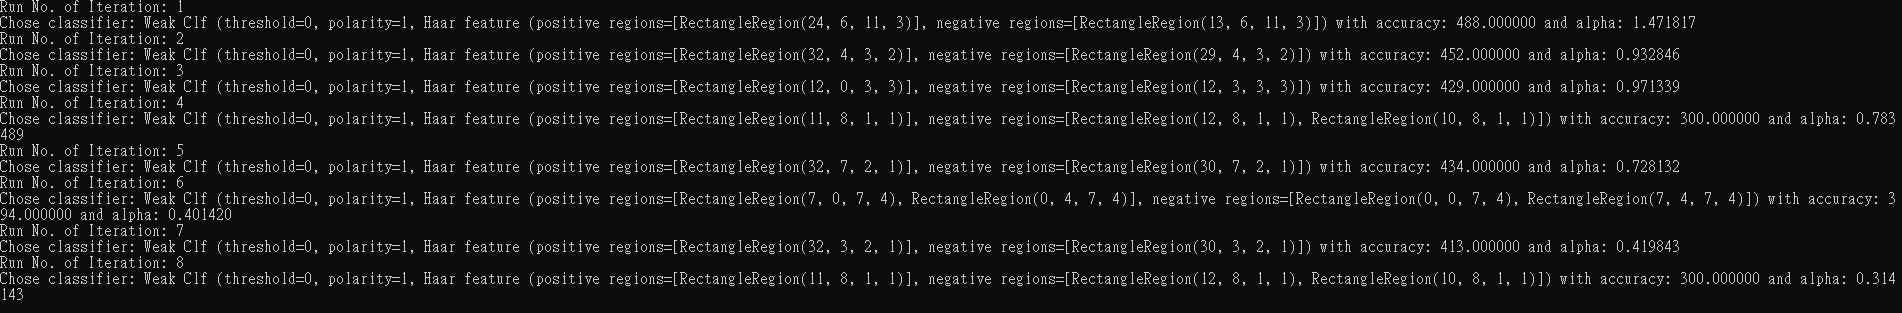 Run No. of Iteration: 1
Chose classifier: Weak Clf (threshold=0, polarity=1, Haar feature (positive regions=[RectangleRegion(24, 6, 11, 3)], negative regions=[RectangleRegion(13, 6, 11, 3)]) with accuracy: 488.000000 and alpha: 1.471817
Run No. of Iteration: 2
Chose classifier: Weak Clf (threshold=0, polarity=1, Haar feature (positive regions=[RectangleRegion(32, 4, 3, 2)], negative regions=[RectangleRegion(29, 4, 3, 2)]) with accuracy: 452.000000 and alpha: 0.932846
Run No. of Iteration: 3
Chose classifier: Weak Clf (threshold=0, polarity=1, Haar feature (positive regions=[RectangleRegion(12, 0, 3, 3)], negative regions=[RectangleRegion(12, 3, 3, 3)]) with accuracy: 429.000000 and alpha: 0.971339
Run No. of Iteration: 4
Chose classifier: Weak Clf (threshold=0, polarity=1, Haar feature (positive regions=[RectangleRegion(11, 8, 1, 1)], negative regions=[RectangleRegion(12, 8, 1, 1), RectangleRegion(10, 8, 1, 1)]) with accuracy: 300.000000 and alpha: 0.783
489
Run No. of Iteration: 5
Chose classifier: Weak Clf (threshold=0, polarity=1, Haar feature (positive regions=[RectangleRegion(32, 7, 2, 1)], negative regions=[RectangleRegion(30, 7, 2, 1)]) with accuracy: 434.000000 and alpha: 0.728132
Run No. of Iteration: 6
Chose classifier: Weak Clf (threshold=0, polarity=1, Haar feature (positive regions=[RectangleRegion(7, 0, 7, 4), RectangleRegion(0, 4, 7, 4)], negative regions=[RectangleRegion(0, 0, 7, 4), RectangleRegion(7, 4, 7, 4)]) with accuracy: 3
94.000000 and alpha: 0.401420
Run No. of Iteration: 7
Chose classifier: Weak Clf (threshold=0, polarity=1, Haar feature (positive regions=[RectangleRegion(32, 3, 2, 1)], negative regions=[RectangleRegion(30, 3, 2, 1)]) with accuracy: 413.000000 and alpha: 0.419843
Run No. of Iteration: 8
Chose classifier: Weak Clf (threshold=0, polarity=1, Haar feature (positive regions=[RectangleRegion(11, 8, 1, 1)], negative regions=[RectangleRegion(12, 8, 1, 1), RectangleRegion(10, 8, 1, 1)]) with accuracy: 300.000000 and alpha: 0.314
143